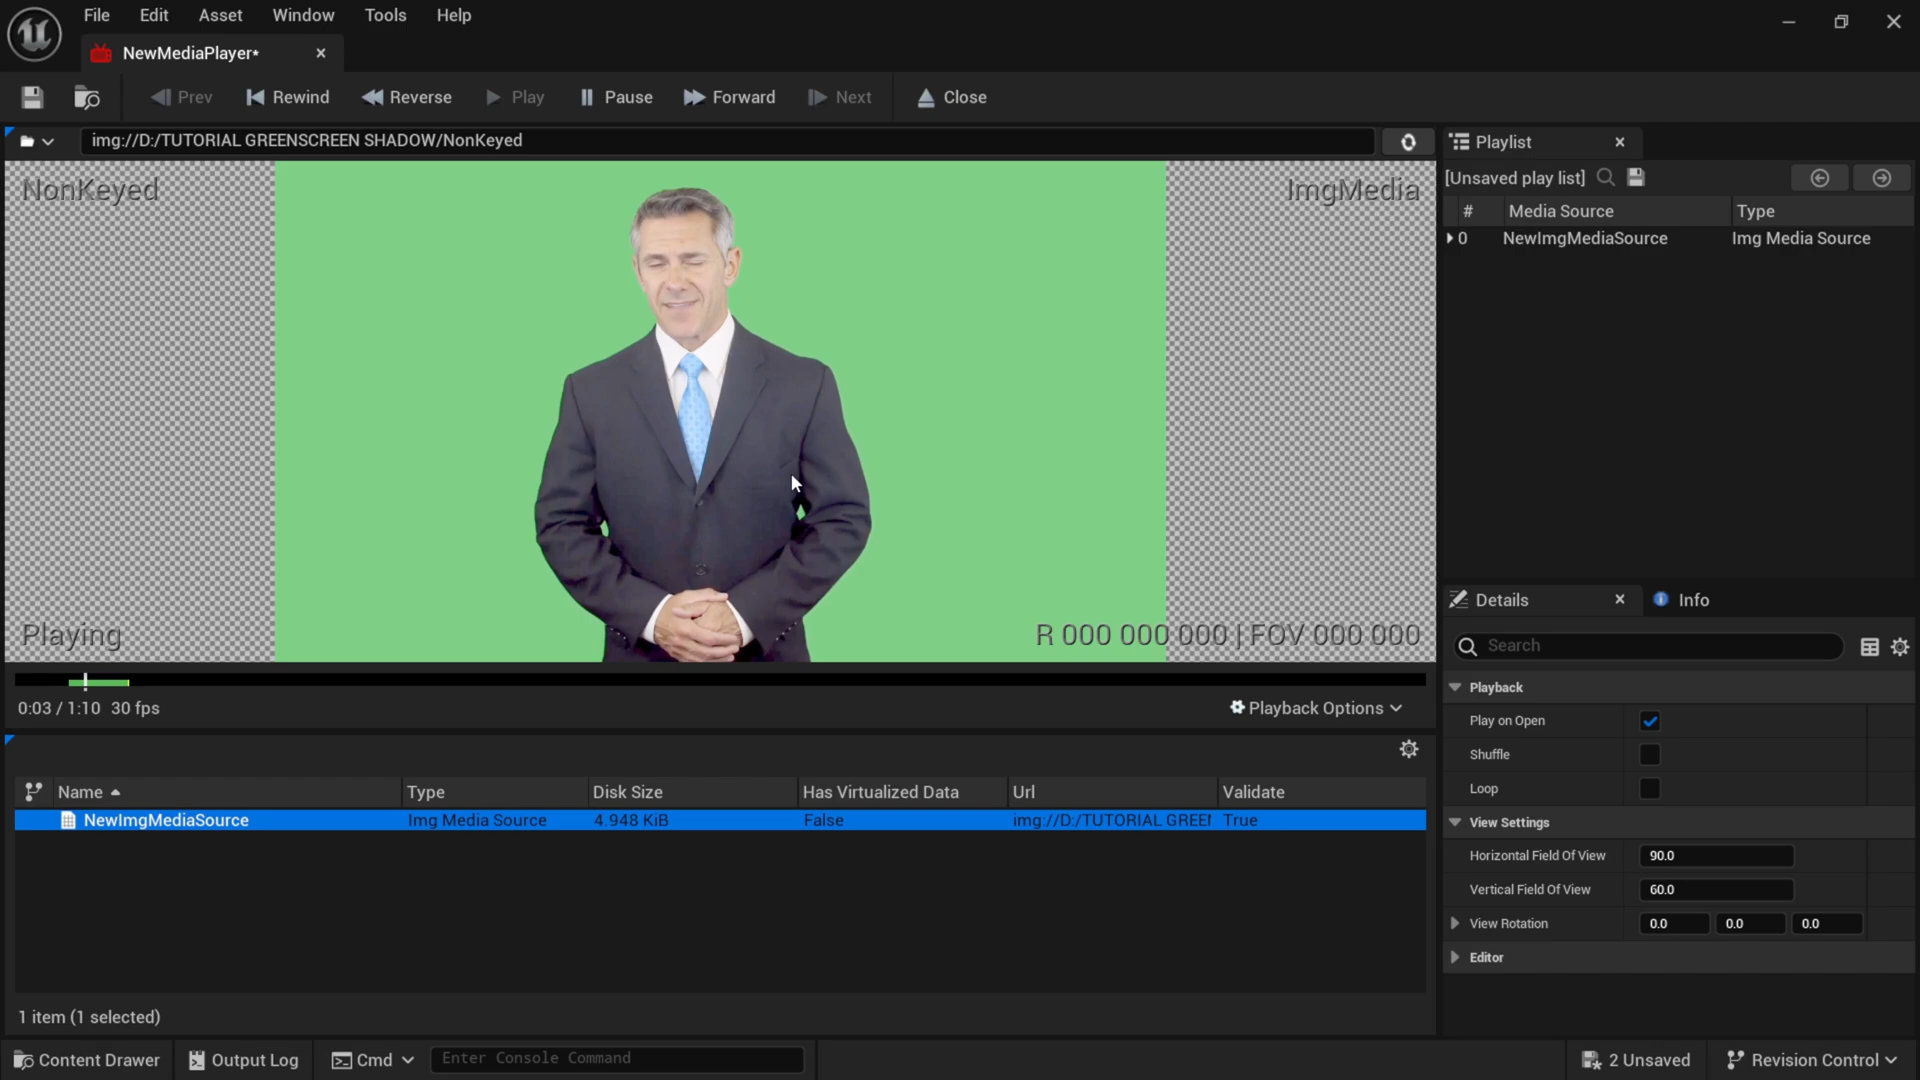 File Edit Asset Window Tools Help
NewMediaPlayer*
Prev Rewind Reverse Play Pause Forward Next Close
img://D:/TUTORIAL GREENSCREEN SHADOW/NonKeyed
NonKeyed ImgMedia
Playing R 000 000 000 | FOV 000 000
0:03 / 1:10 30 fps Playback Options
Name Type Disk Size Has Virtualized Data Url Validate
NewImgMediaSource Img Media Source 4.948 KiB False img://D:/TUTORIAL GREEN True
1 item (1 selected)
Playlist
[Unsaved play list]
# Media Source Type
0 NewImgMediaSource Img Media Source
Details Info
Search
Playback
Play on Open
Shuffle
Loop
View Settings
Horizontal Field Of View 90.0
Vertical Field Of View 60.0
View Rotation 0.0 0.0 0.0
Editor
Content Drawer Output Log Cmd Enter Console Command 2 Unsaved Revision Control